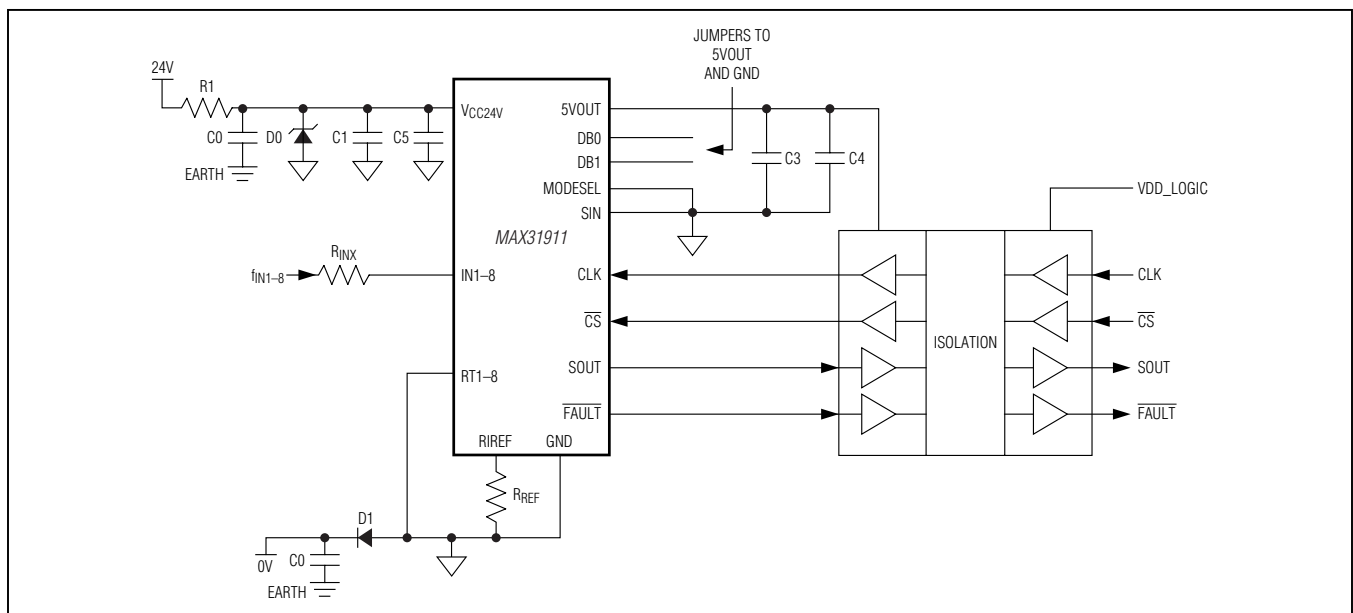 JUMPERS TO
5VOUT
AND GND
24V
R1
C0
D0
C1
C5
EARTH
VCC24V
5VOUT
DB0
DB1
MODESEL
SIN
C3
C4
VDD_LOGIC
MAX31911
fIN1–8
RINX
IN1–8
CLK
CLK
CS
CS
ISOLATION
RT1–8
SOUT
SOUT
FAULT
FAULT
RIREF
GND
RREF
D1
0V
C0
EARTH